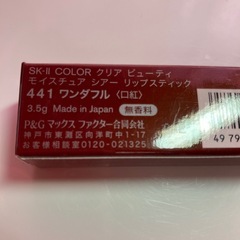 SK-II COLOR クリア ビューティ
モイスチュア シアー リップスティック
441 ワンダフル 〈口紅〉
3.5g Made in Japan 無香料
P&G マックス ファクター合同会社
神戸市東灘区向洋町中1-17
お客様相談室0120-021325
49 79